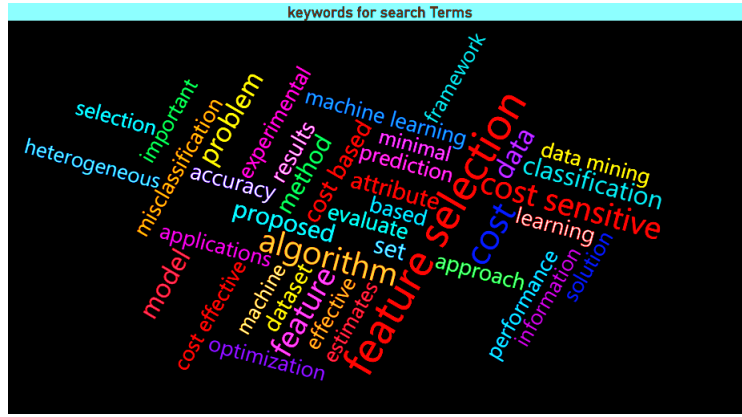 keywords for search Terms
framework
important
selection
problem
experimental
machine learning
misclassification
results
minimal
data
data mining
heterogeneous
accuracy
method
cost based
prediction
classification
attribute
feature selection
cost sensitive
proposed
evaluate
based
cost
learning
applications
algorithm
set
approach
solution
model
machine
dataset
feature
effective
estimates
performance
information
cost effective
optimization